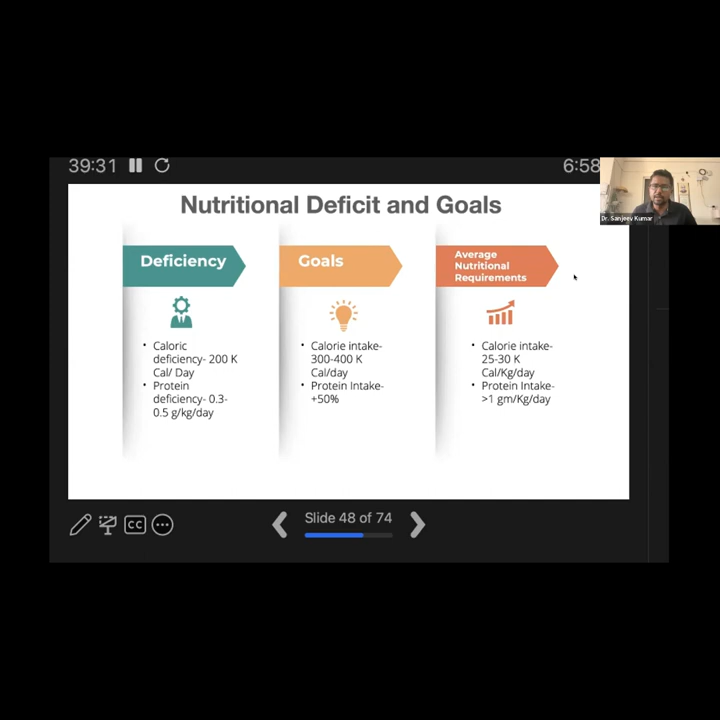 39:31
6:58
Dr. Sanjeev Kumar
Nutritional Deficit and Goals
Deficiency
• Caloric
deficiency- 200 K
Cal/ Day
• Protein
deficiency- 0.3-
0.5 g/kg/day
Goals
• Calorie intake-
300-400 K
Cal/day
• Protein Intake-
+50%
Average
Nutritional
Requirements
• Calorie intake-
25-30 K
Cal/Kg/day
• Protein Intake-
>1 gm/Kg/day
CC
Slide 48 of 74